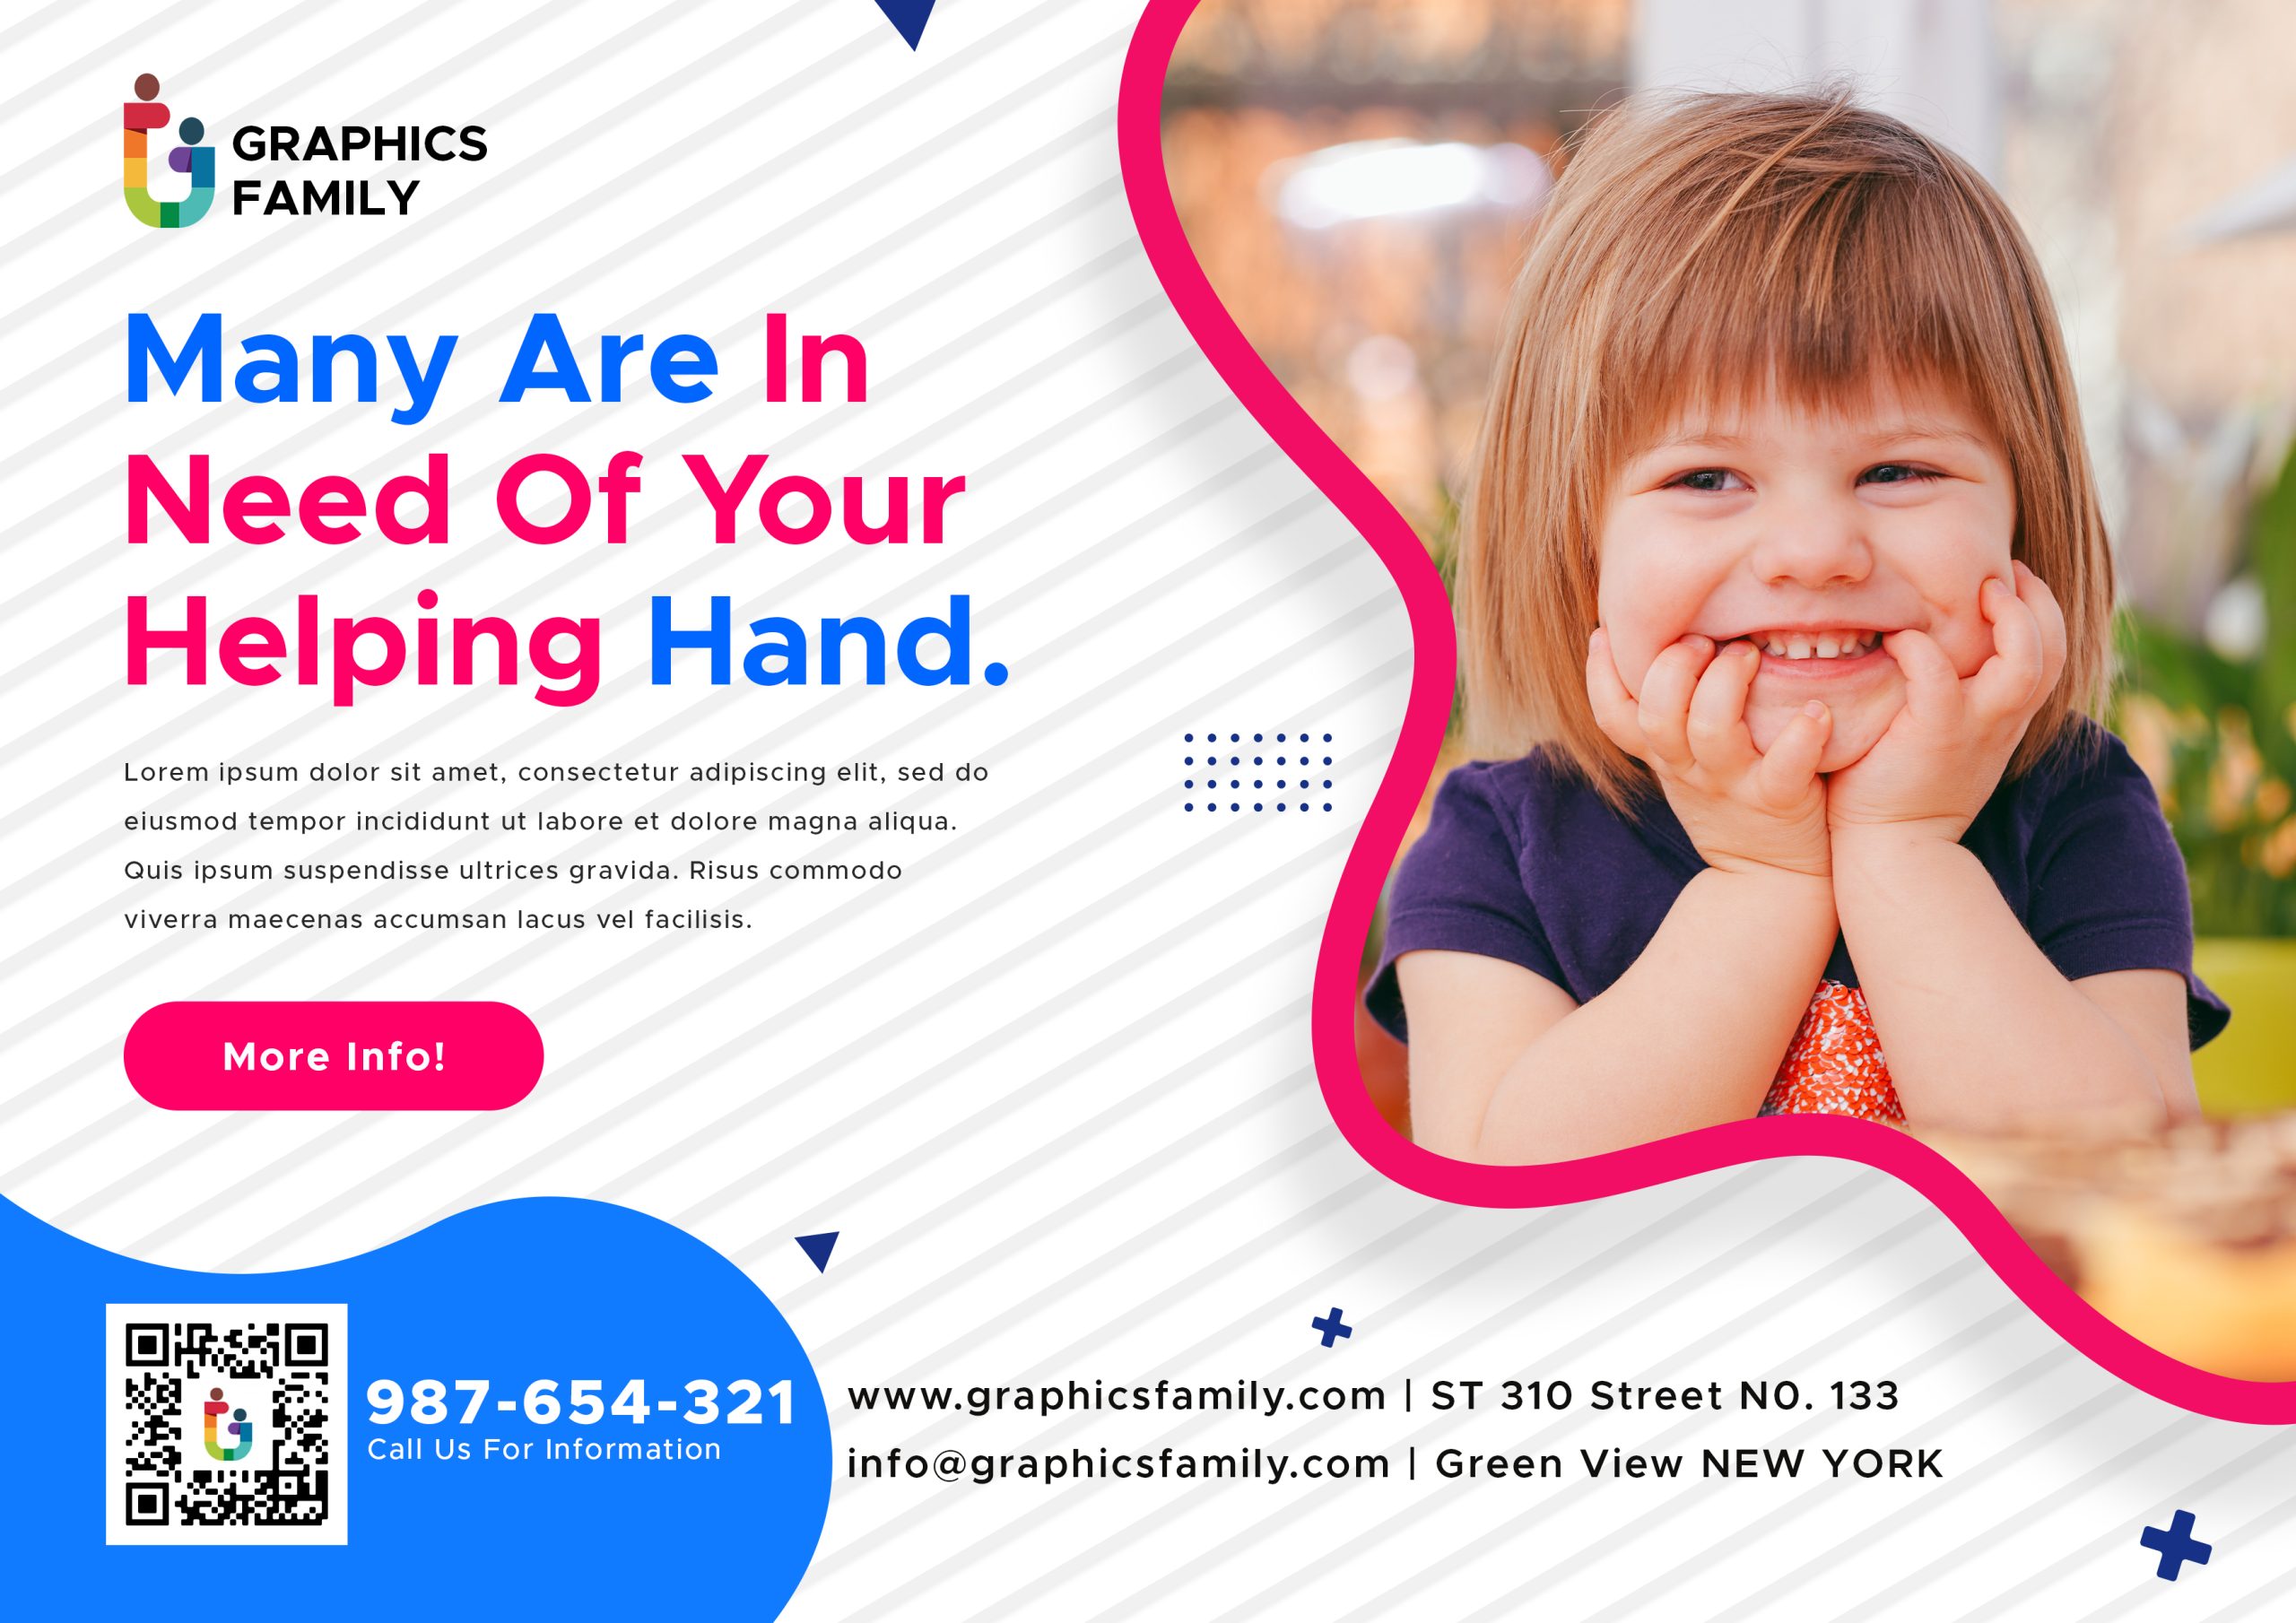 GRAPHICS
FAMILY
Many Are In
Need Of Your
Helping Hand.
Lorem ipsum dolor sit amet, consectetur adipiscing elit, sed do
eiusmod tempor incididunt ut labore et dolore magna aliqua.
Quis ipsum suspendisse ultrices gravida. Risus commodo
viverra maecenas accumsan lacus vel facilisis.
More Info!
987-654-321
Call Us For Information
www.graphicsfamily.com | ST 310 Street N0. 133
info@graphicsfamily.com | Green View NEW YORK